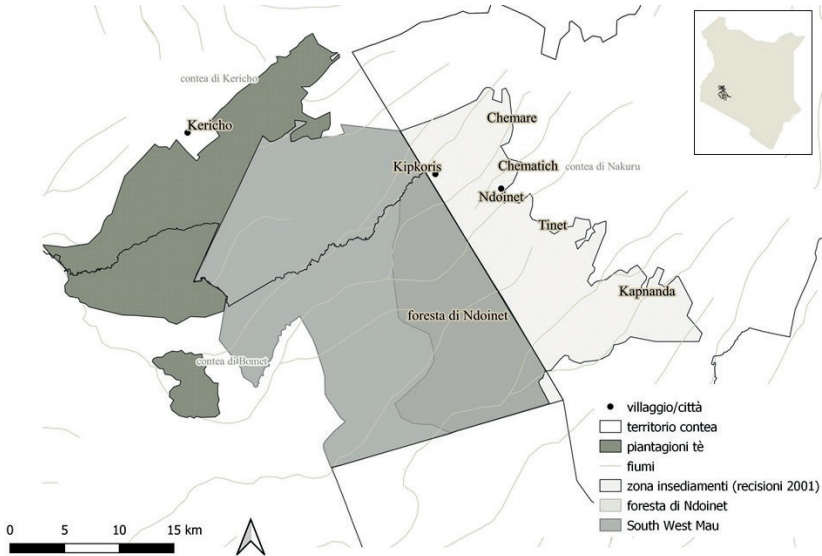 contea di Kericho
Kericho
Chemare
Kipkoris
Chematich
contea di Nakuru
Ndoinet
Tinet
Kapnanda
foresta di Ndoinet
contea di Bomet
villaggio/città
territorio contea
piantagioni tè
fiumi
zona insediamenti (recisioni 2001)
foresta di Ndoinet
South West Mau
0 5 10 15 km